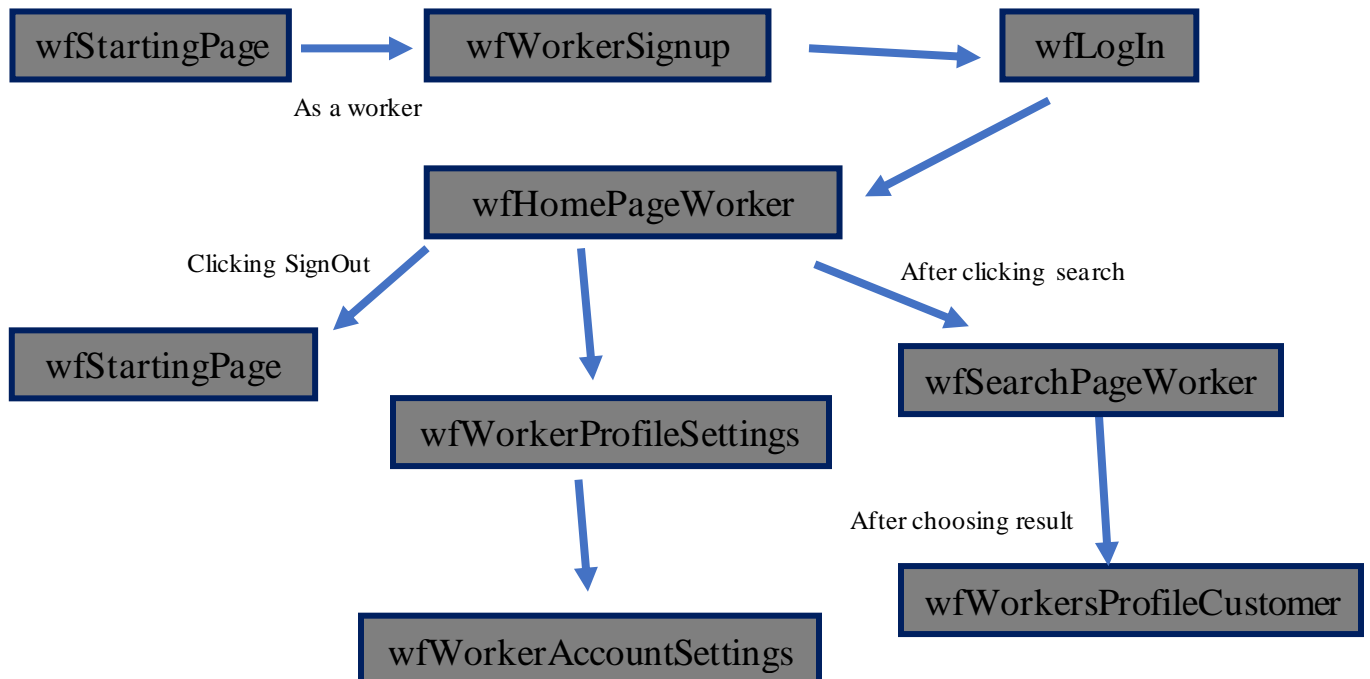 wfStartingPage
wfWorkerSignup
wfLogIn
As a worker
wfHomePageWorker
Clicking SignOut
After clicking search
wfStartingPage
wfSearchPageWorker
wfWorkerProfileSettings
After choosing result
wfWorkersProfileCustomer
wfWorkerAccountSettings